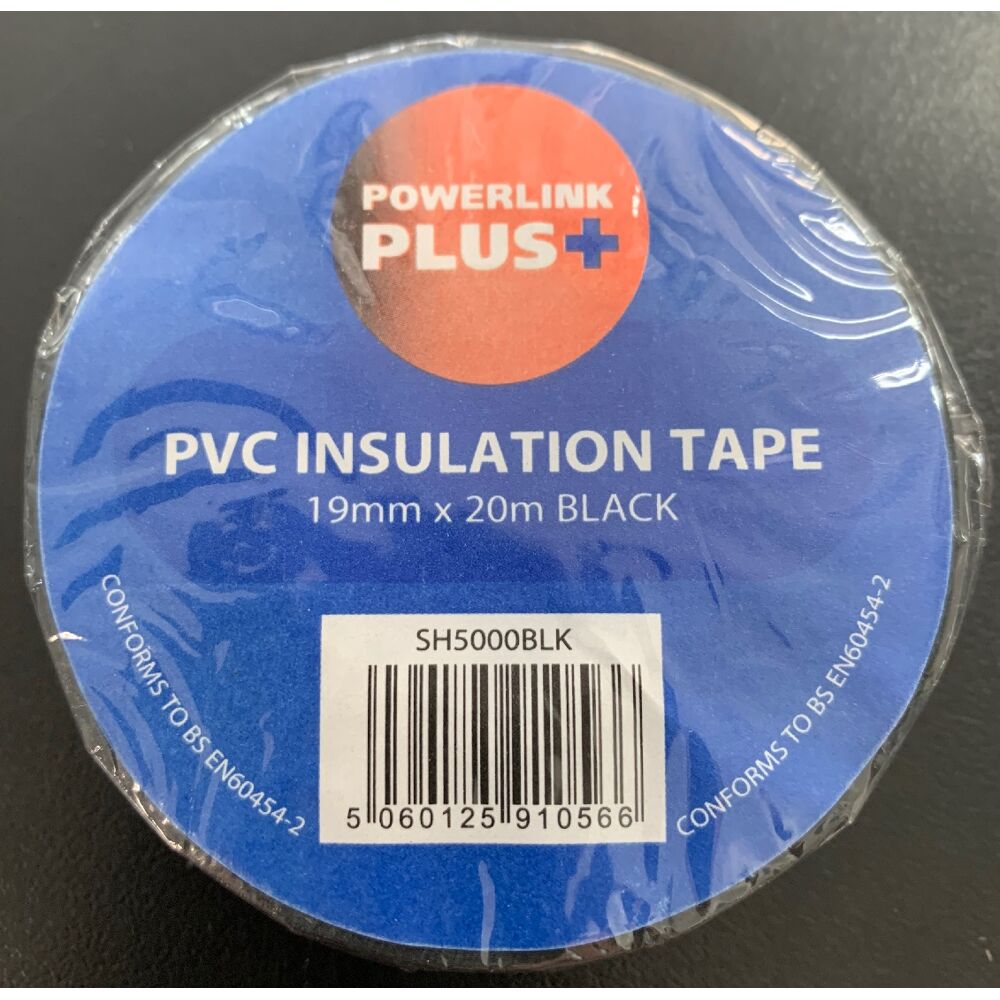 POWERLINK
PLUS+
PVC INSULATION TAPE
19mm x 20m BLACK
CONFORMS TO BS EN60454-2
CONFORMS TO BS EN60454-2
SH5000BLK
5 060125 910566